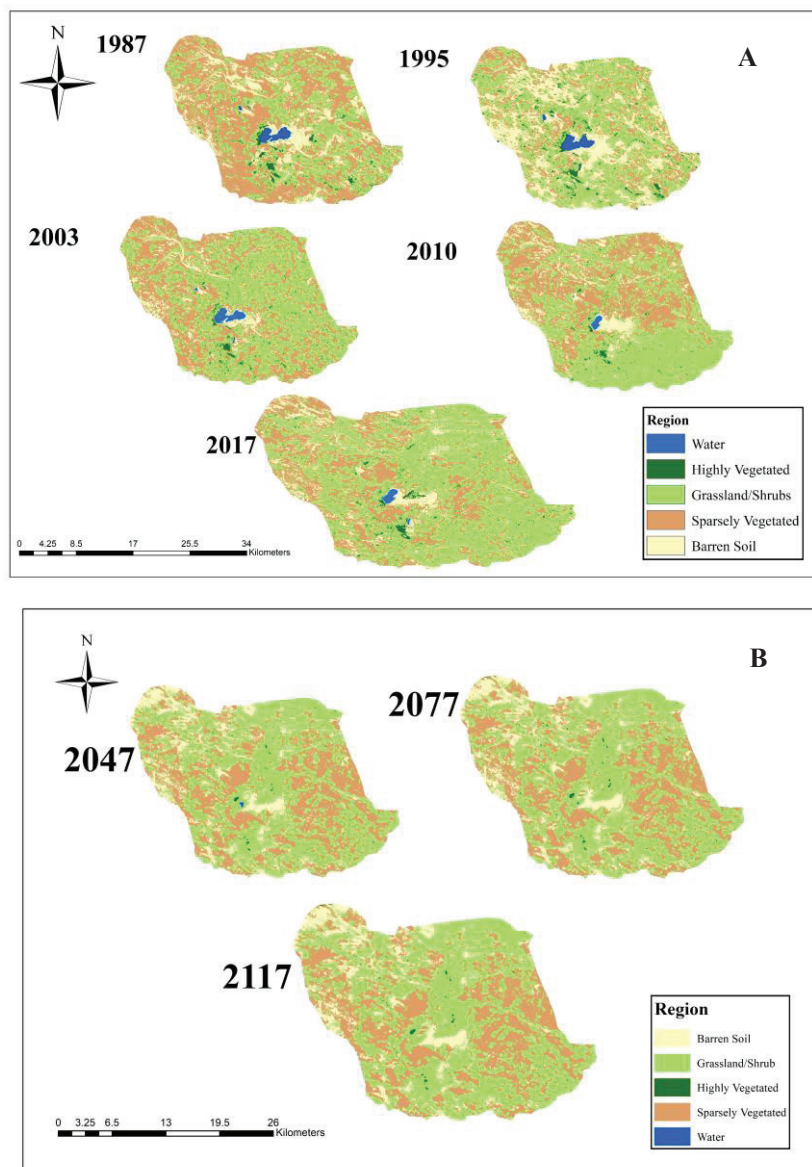 1987
1995
A
2003
2010
2017
Region
Water
Highly Vegetated
Grassland/Shrubs
Sparsely Vegetated
Barren Soil
0 4.25 8.5 17 25.5 34
Kilometers
N
B
2047
2077
2117
Region
Barren Soil
Grassland/Shrub
Highly Vegetated
Sparsely Vegetated
Water
0 3.25 6.5 13 19.5 26
Kilometers